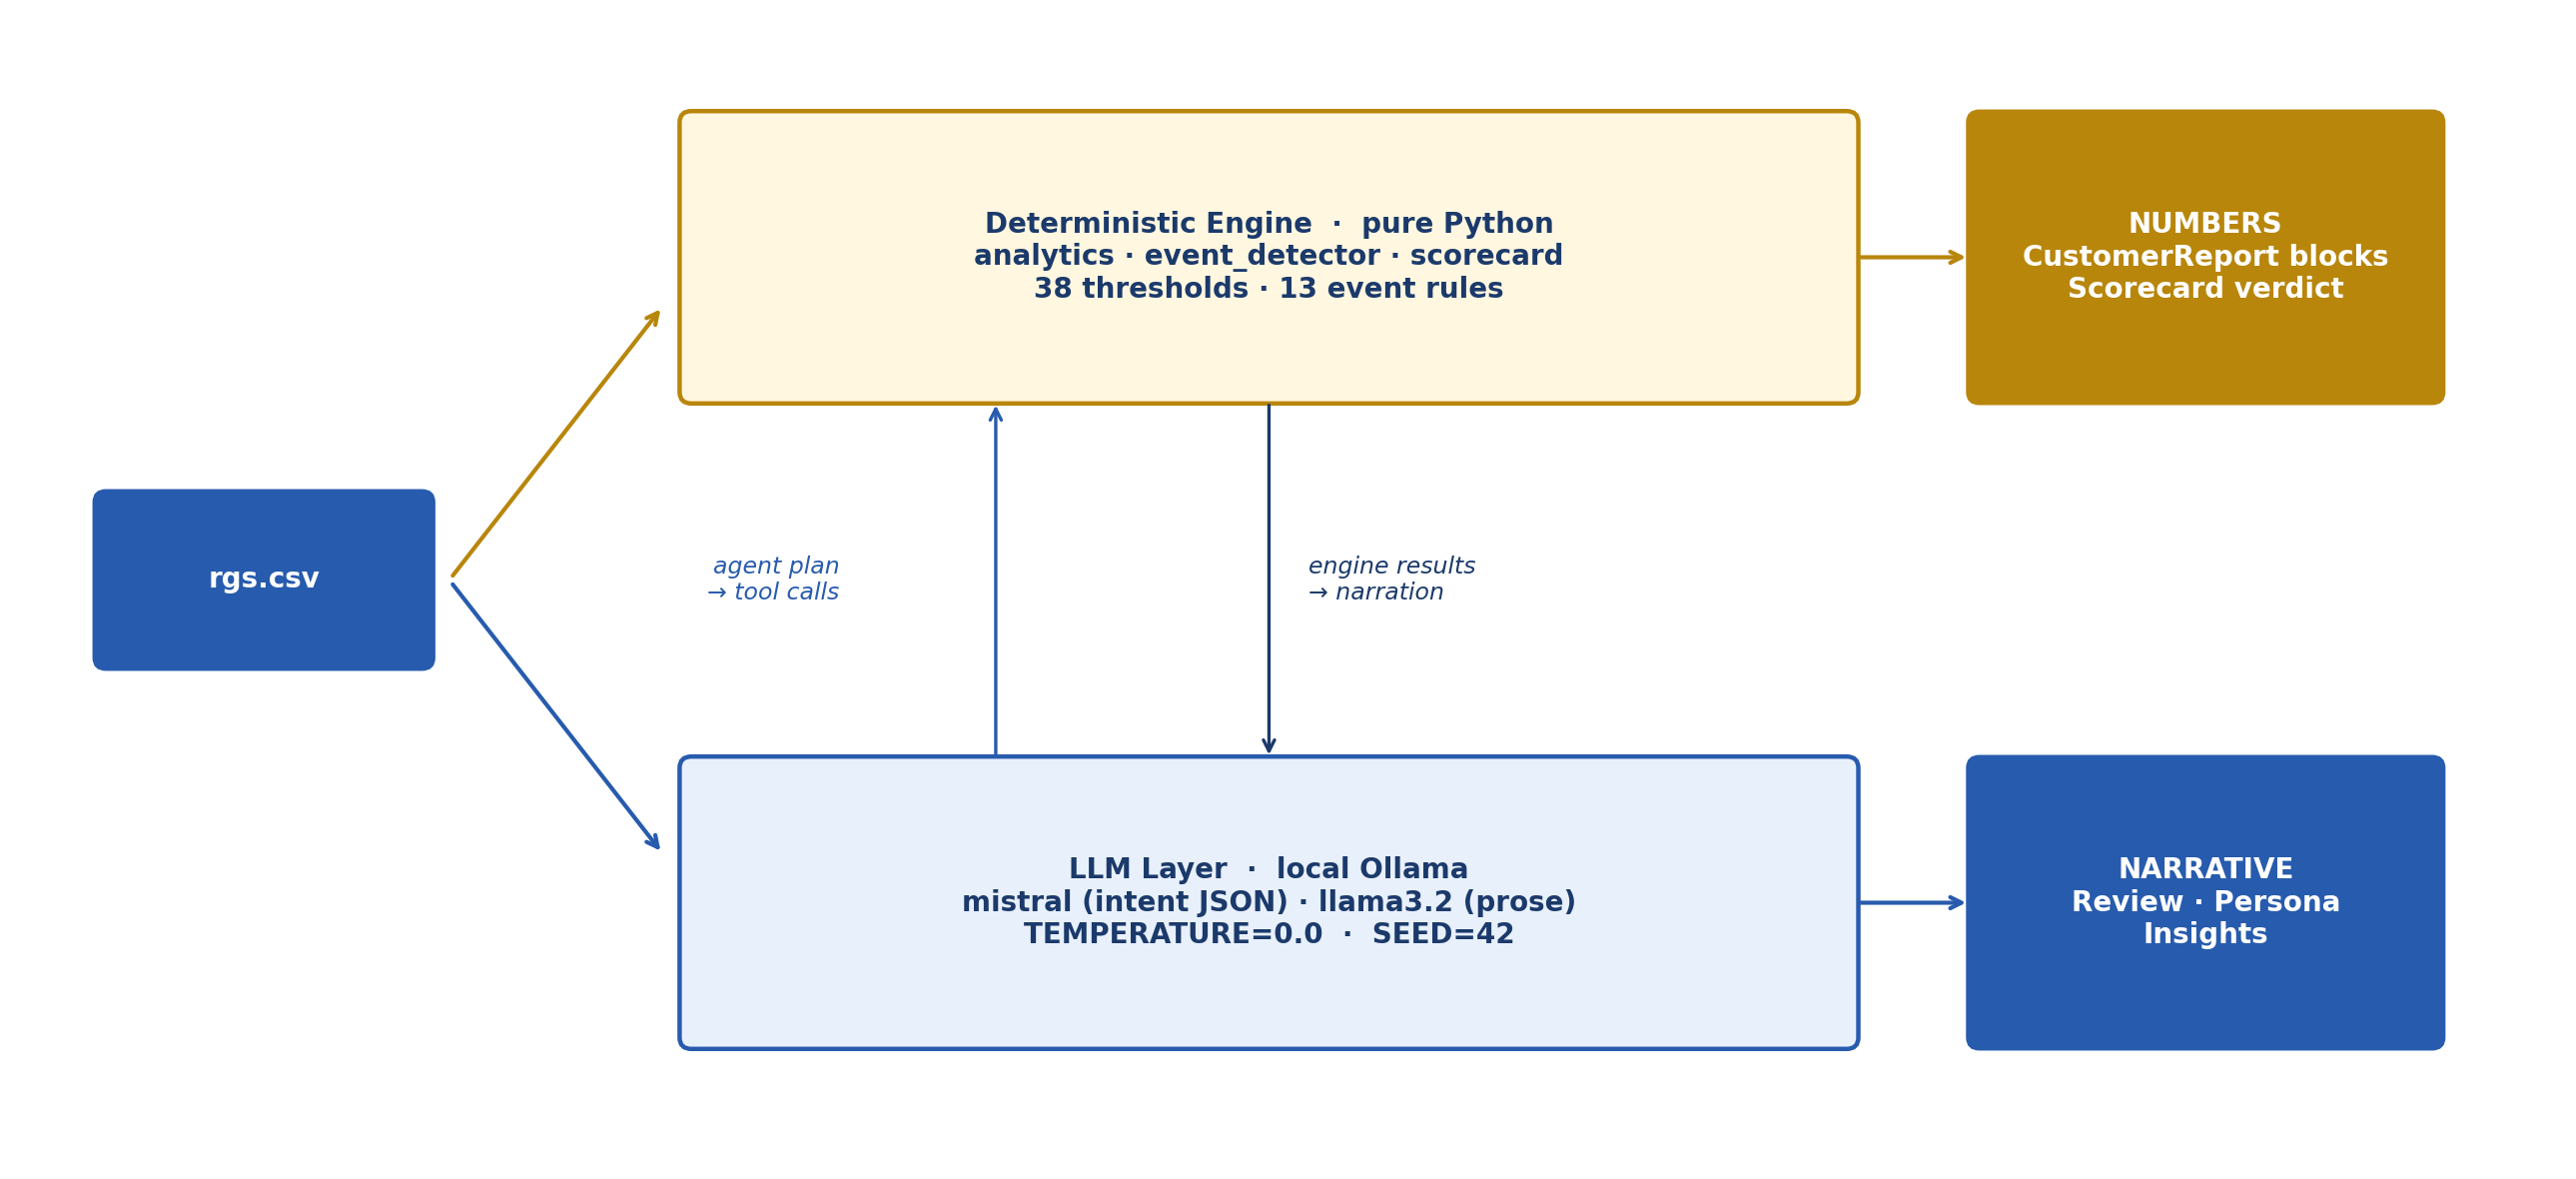 Deterministic Engine · pure Python
analytics · event_detector · scorecard
38 thresholds · 13 event rules
NUMBERS
CustomerReport blocks
Scorecard verdict
rgs.csv
agent plan
→ tool calls
engine results
→ narration
LLM Layer · local Ollama
mistral (intent JSON) · llama3.2 (prose)
TEMPERATURE=0.0 · SEED=42
NARRATIVE
Review · Persona
Insights